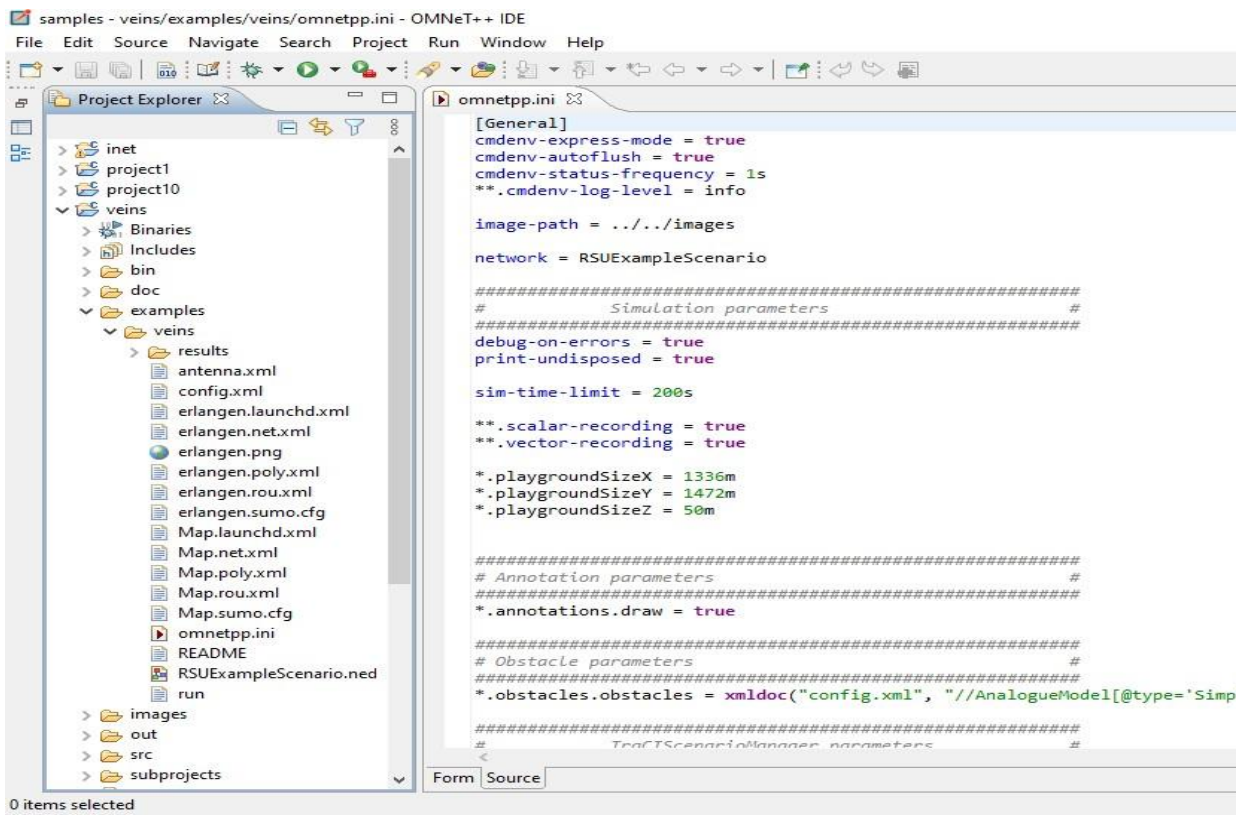 samples - veins/examples/veins/omnetpp.ini - OMNeT++ IDE
File Edit Source Navigate Search Project Run Window Help
Project Explorer
inet
project1
project10
veins
Binaries
Includes
bin
doc
examples
veins
results
antenna.xml
config.xml
erlangen.launchd.xml
erlangen.net.xml
erlangen.png
erlangen.poly.xml
erlangen.rou.xml
erlangen.sumo.cfg
Map.launchd.xml
Map.net.xml
Map.poly.xml
Map.rou.xml
Map.sumo.cfg
omnetpp.ini
README
RSUExampleScenario.ned
run
images
out
src
subprojects
omnetpp.ini
[General]
cmdenv-express-mode = true
cmdenv-autoflush = true
cmdenv-status-frequency = 1s
**.cmdenv-log-level = info
image-path = ../../images
network = RSUExampleScenario
##########################################################
# Simulation parameters #
##########################################################
debug-on-errors = true
print-undisposed = true
sim-time-limit = 200s
**.scalar-recording = true
**.vector-recording = true
*.playgroundSizeX = 1336m
*.playgroundSizeY = 1472m
*.playgroundSizeZ = 50m
##########################################################
# Annotation parameters #
##########################################################
*.annotations.draw = true
##########################################################
# Obstacle parameters #
##########################################################
*.obstacles.obstacles = xmldoc("config.xml", "//AnalogueModel[@type='Simp
##########################################################
# TraCIScenarioManager parameters #
Form Source
0 items selected